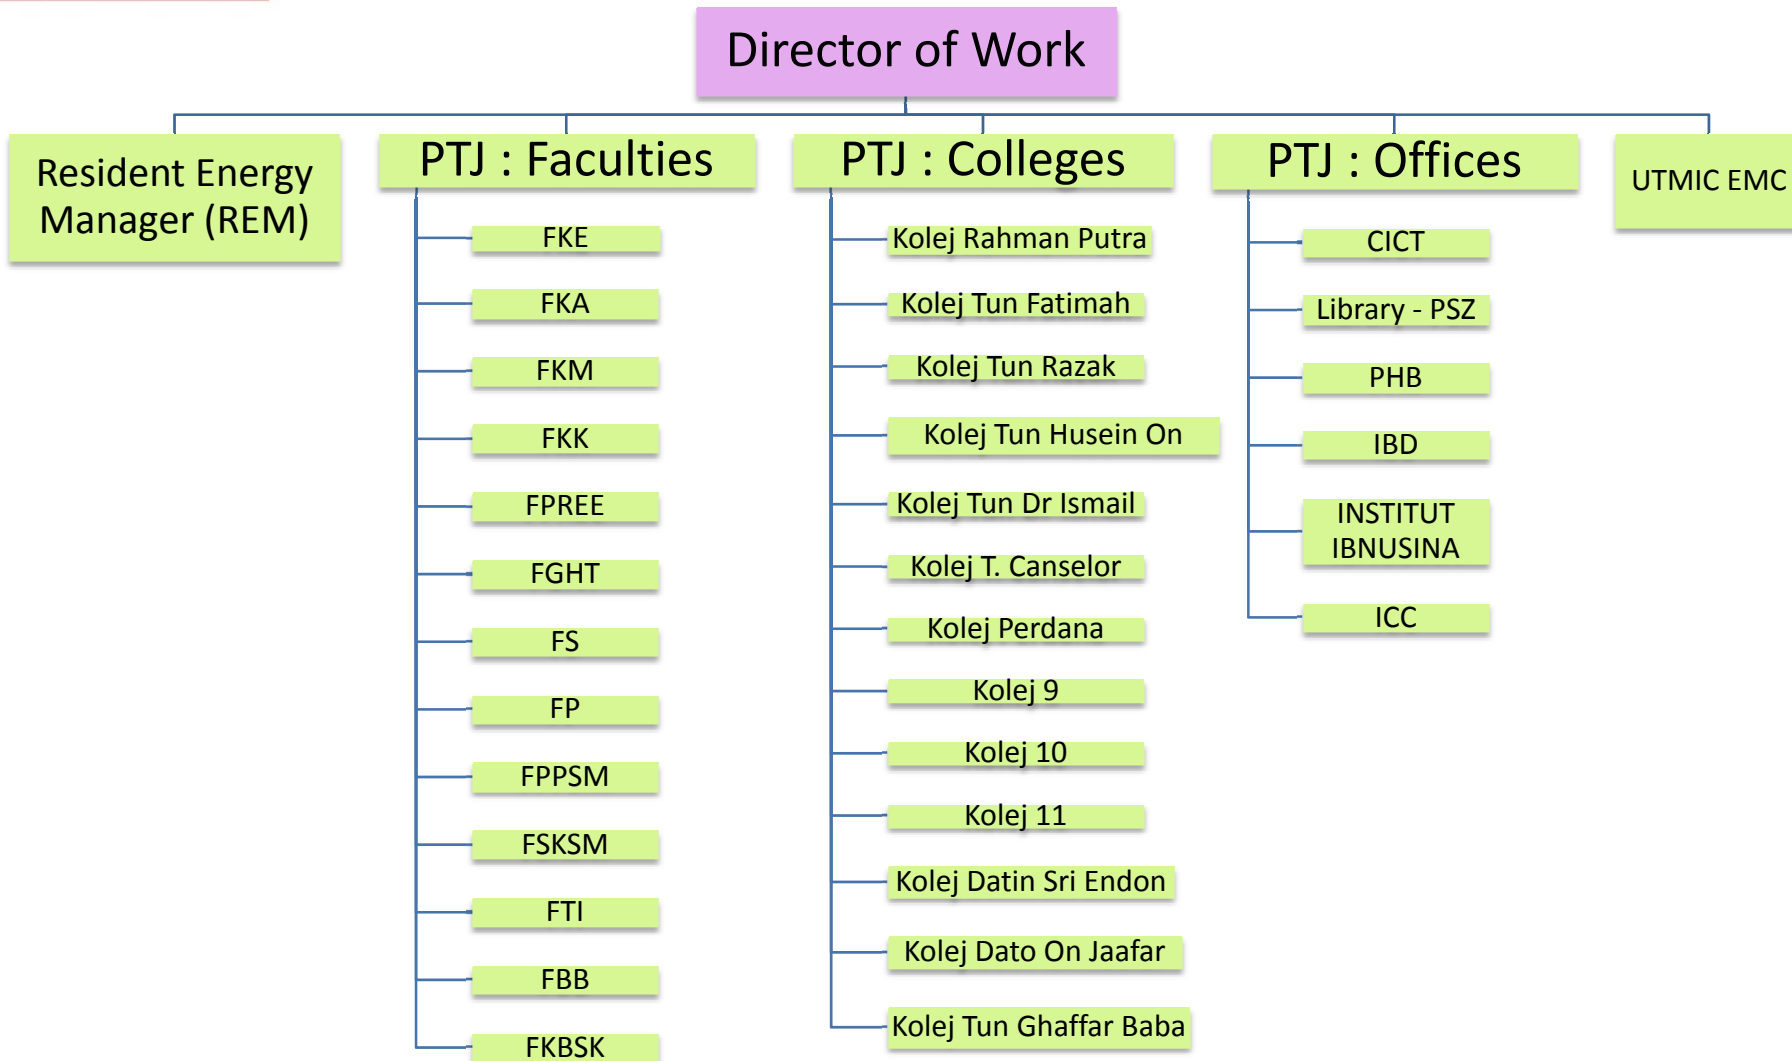 Director of Work
Resident Energy
Manager (REM)
PTJ : Faculties
FKE
FKA
FKM
FKK
FPREE
FGHT
FS
FP
FPPSM
FSKSM
FTI
FBB
FKBSK
PTJ : Colleges
Kolej Rahman Putra
Kolej Tun Fatimah
Kolej Tun Razak
Kolej Tun Husein On
Kolej Tun Dr Ismail
Kolej T. Canselor
Kolej Perdana
Kolej 9
Kolej 10
Kolej 11
Kolej Datin Sri Endon
Kolej Dato On Jaafar
Kolej Tun Ghaffar Baba
PTJ : Offices
CICT
Library - PSZ
PHB
IBD
INSTITUT
IBNUSINA
ICC
UTMIC EMC